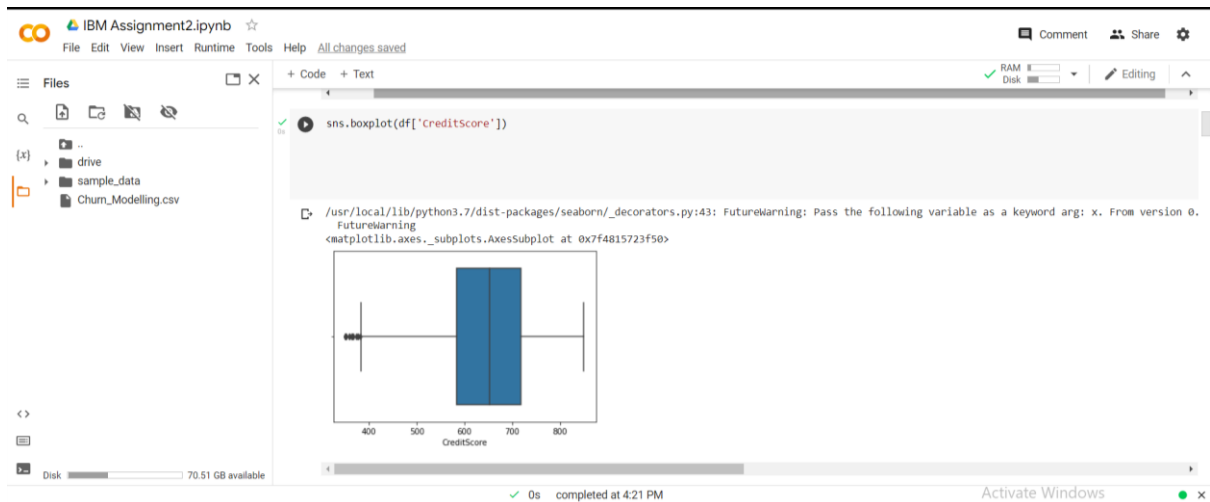 CO IBM Assignment2.ipynb
File Edit View Insert Runtime Tools Help All changes saved
Comment Share
Files
+ Code + Text
RAM
Disk
Editing
{x}
..
drive
sample_data
Churn_Modelling.csv
0s
sns.boxplot(df['CreditScore'])
/usr/local/lib/python3.7/dist-packages/seaborn/_decorators.py:43: FutureWarning: Pass the following variable as a keyword arg: x. From version 0.
FutureWarning
<matplotlib.axes._subplots.AxesSubplot at 0x7f4815723f50>
400 500 600 700 800
CreditScore
Disk 70.51 GB available
0s completed at 4:21 PM
Activate Windows